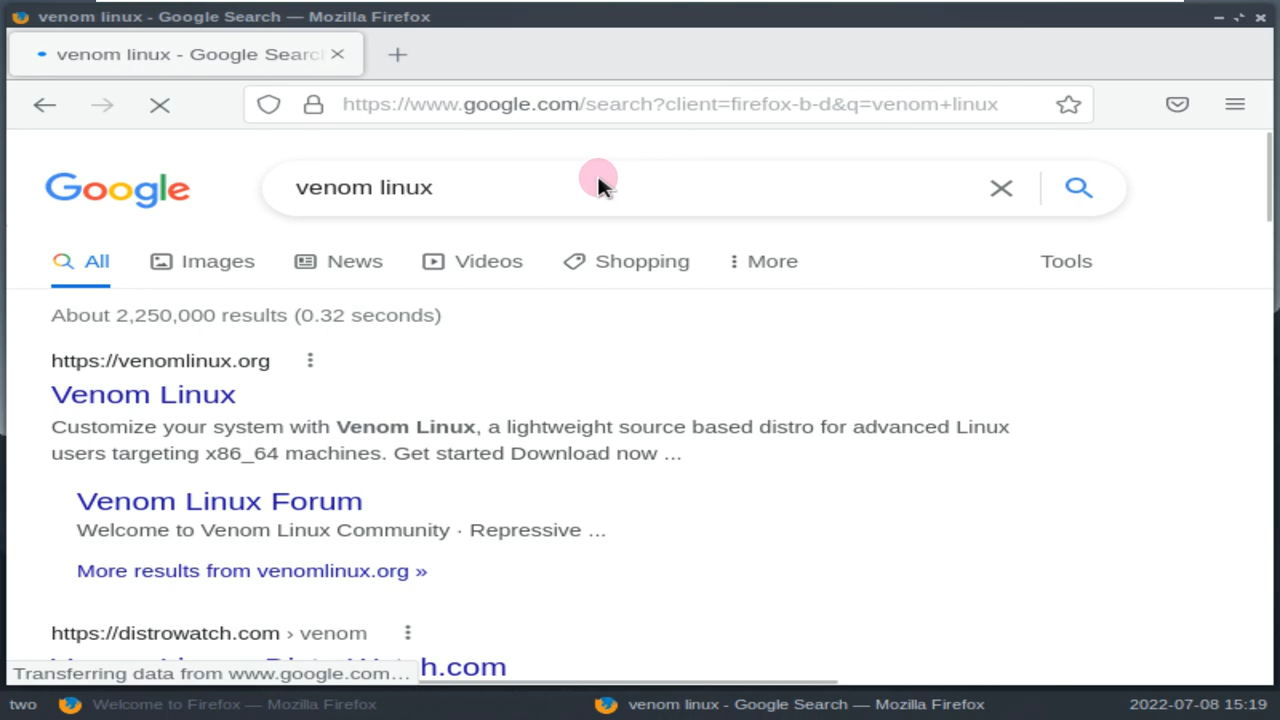 venom linux - Google Search — Mozilla Firefox
venom linux - Google Searc
https://www.google.com/search?client=firefox-b-d&q=venom+linux
Google
venom linux
All
Images
News
Videos
Shopping
More
Tools
About 2,250,000 results (0.32 seconds)
https://venomlinux.org
Venom Linux
Customize your system with Venom Linux, a lightweight source based distro for advanced Linux
users targeting x86_64 machines. Get started Download now ...
Venom Linux Forum
Welcome to Venom Linux Community · Repressive ...
More results from venomlinux.org »
https://distrowatch.com › venom
h.com
Transferring data from www.google.com…
two
Welcome to Firefox — Mozilla Firefox
venom linux - Google Search — Mozilla Firefox
2022-07-08 15:19